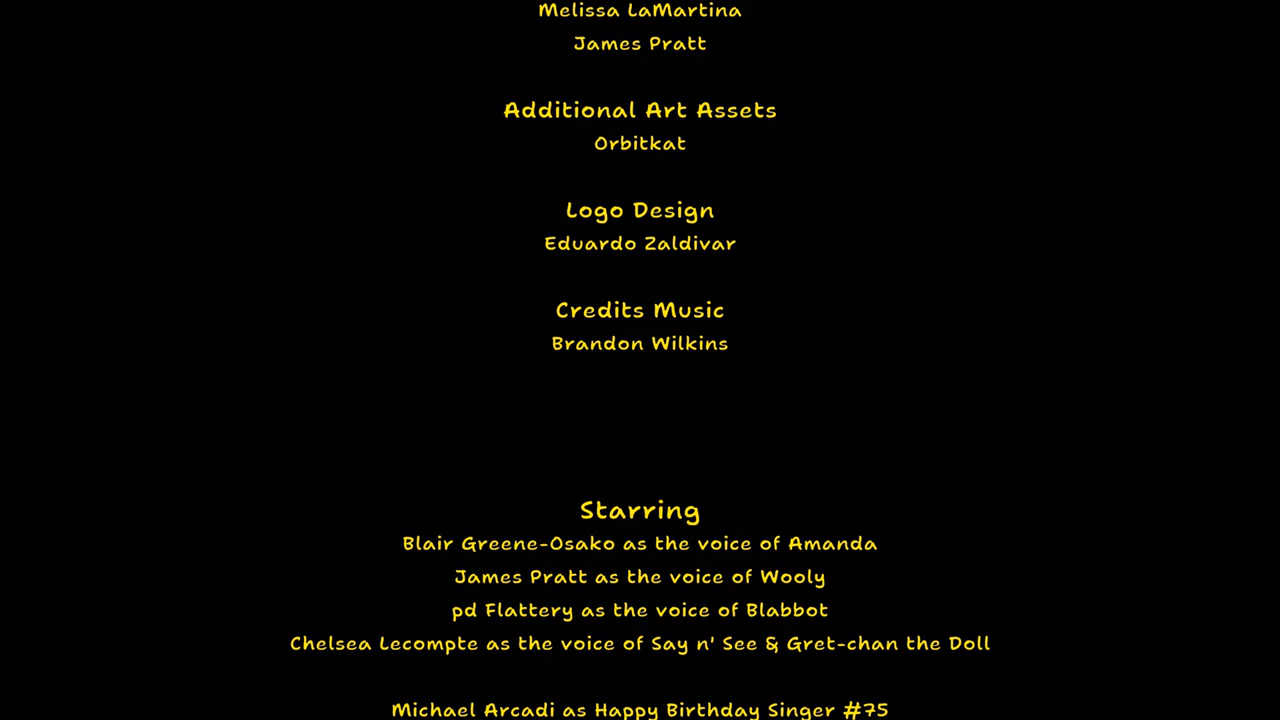 Melissa LaMartina
James Pratt
Additional Art Assets
Orbitkat
Logo Design
Eduardo Zaldivar
Credits Music
Brandon Wilkins
Starring
Blair Greene-Osako as the voice of Amanda
James Pratt as the voice of Wooly
pd Flattery as the voice of Blabbot
Chelsea Lecompte as the voice of Say n' See & Gret-chan the Doll
Michael Arcadi as Happy Birthday Singer #75